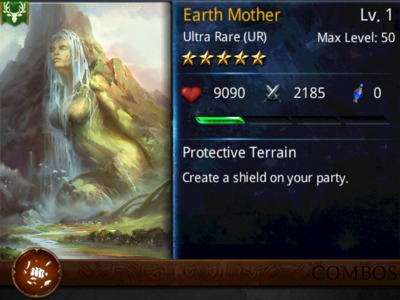 Earth Mother Lv. 1
Ultra Rare (UR) Max Level: 50
9090 2185 0
Protective Terrain
Create a shield on your party.
COMBOS